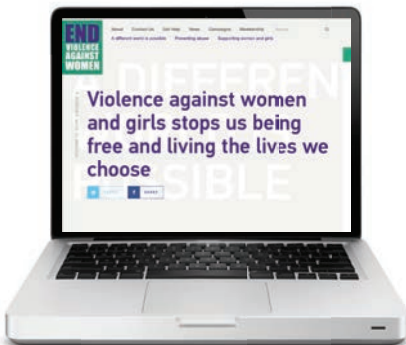 END
VIOLENCE
AGAINST
WOMEN
About Contact Us Get Help News Campaigns Membership
A different world is possible Preventing abuse Supporting women and girls
A DIFFEREN
Violence against women
and girls stops us being
free and living the lives we
choose
SIBLE